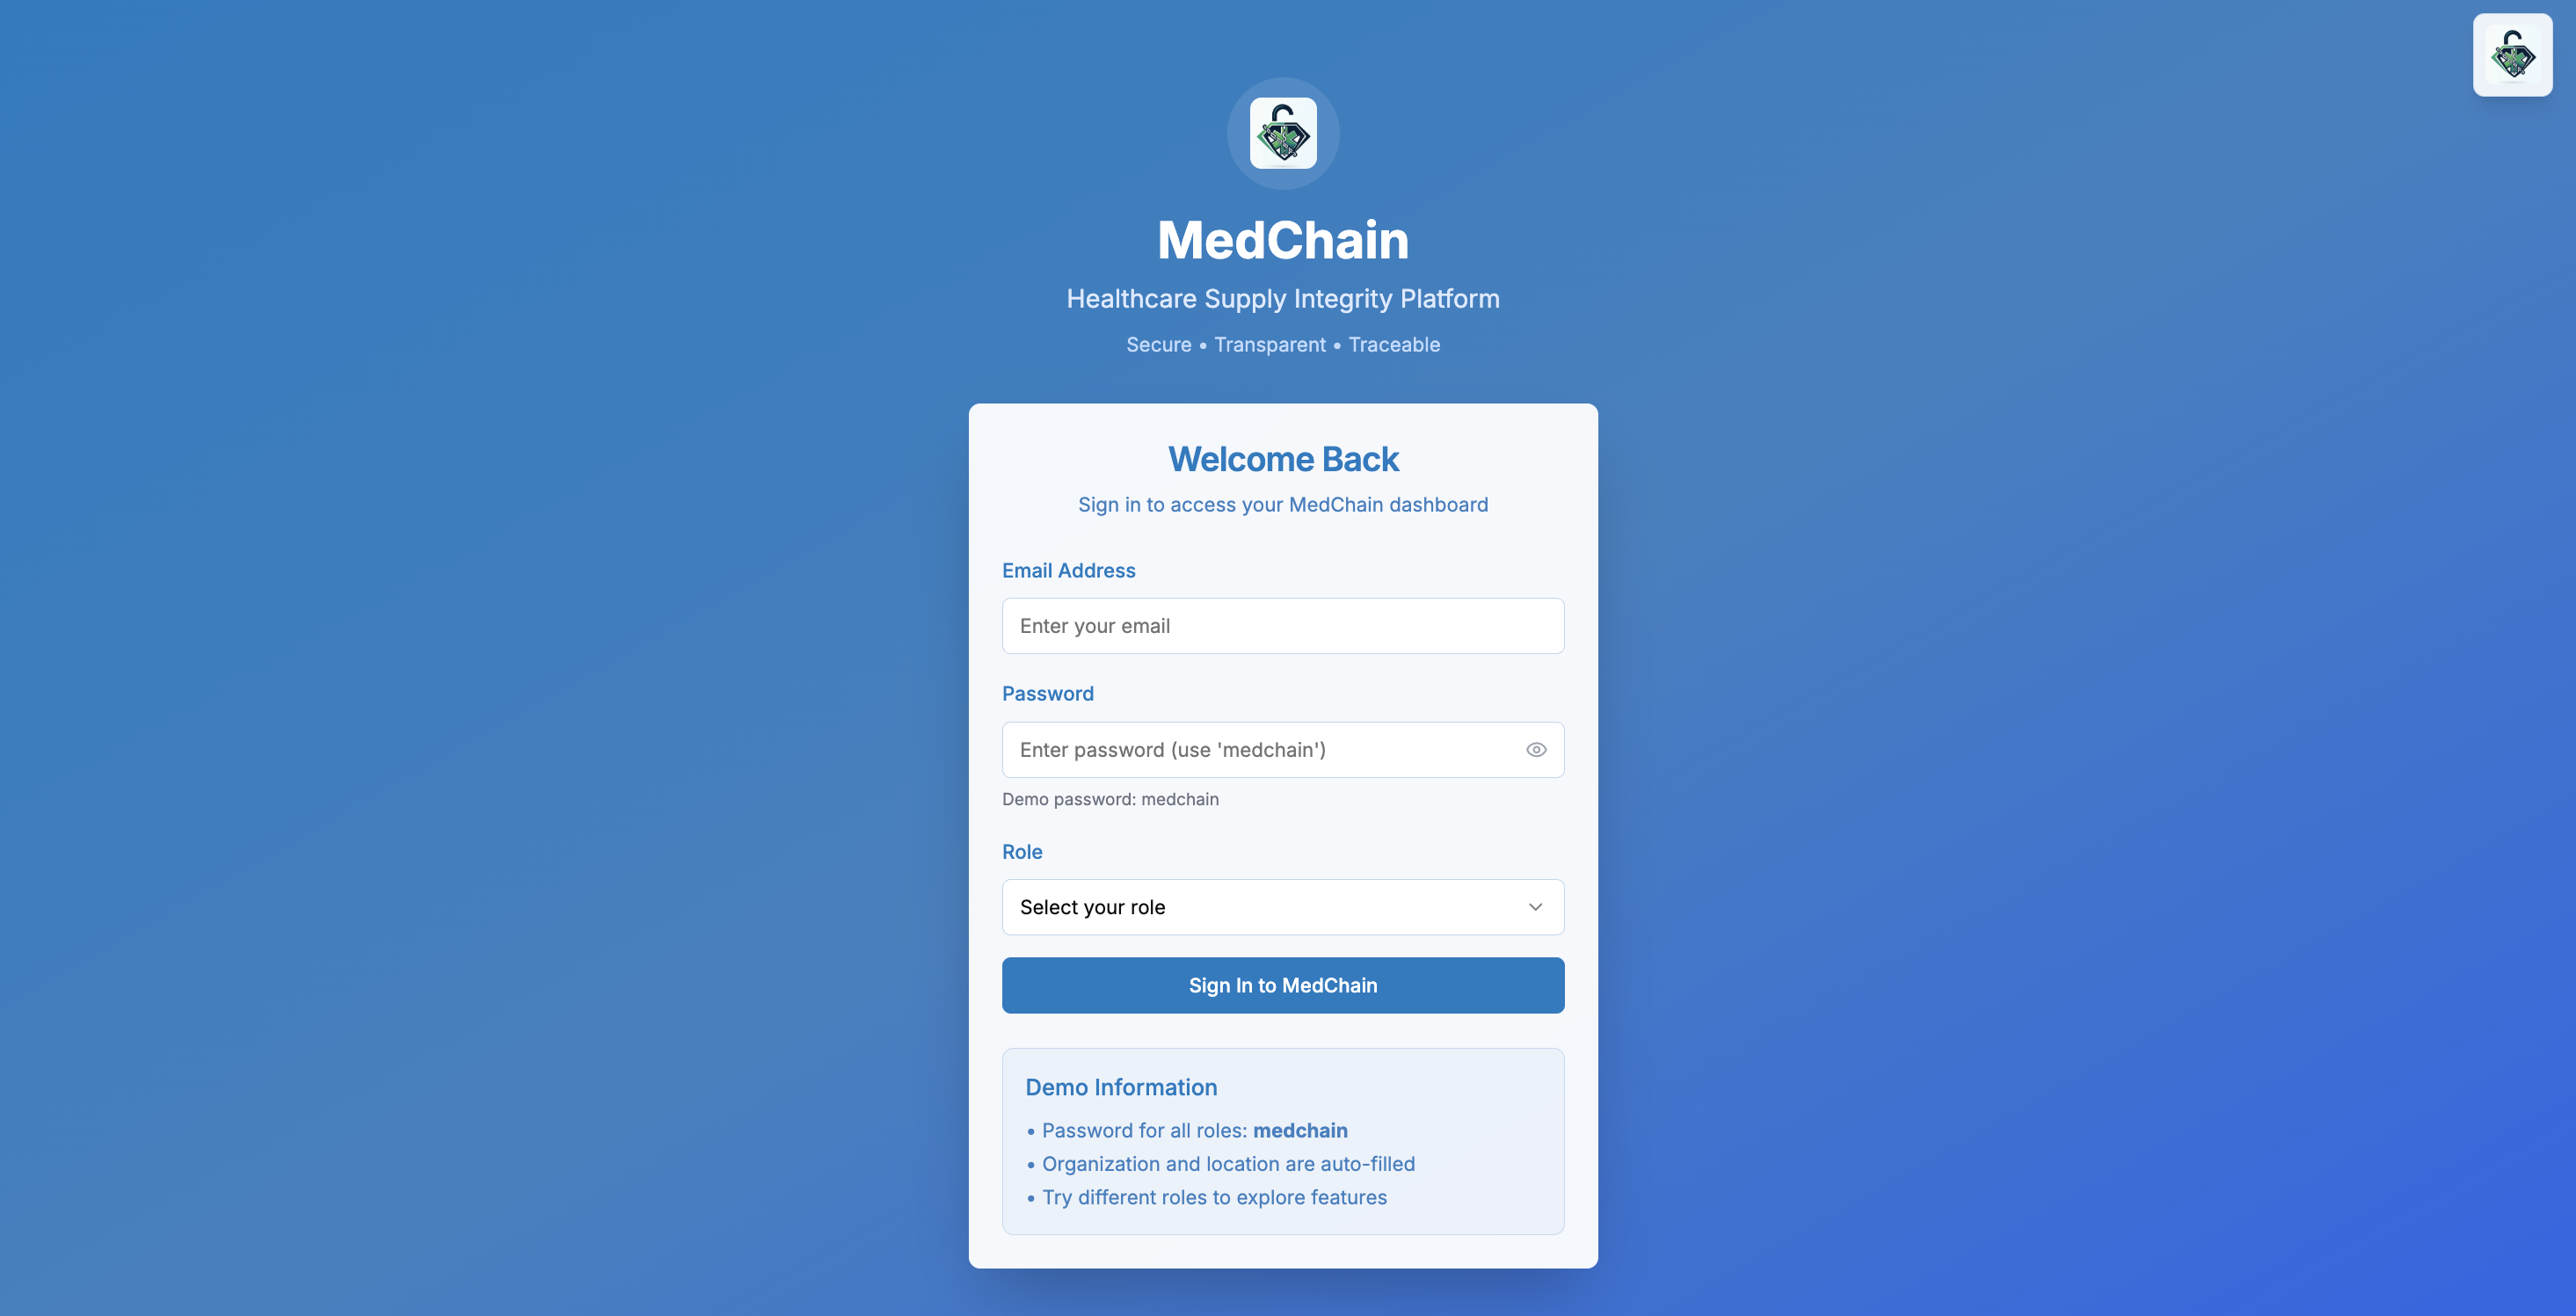 MedChain
Healthcare Supply Integrity Platform
Secure • Transparent • Traceable
Welcome Back
Sign in to access your MedChain dashboard
Email Address
Enter your email
Password
Enter password (use 'medchain')
Demo password: medchain
Role
Select your role
Sign In to MedChain
Demo Information
• Password for all roles: medchain
• Organization and location are auto-filled
• Try different roles to explore features